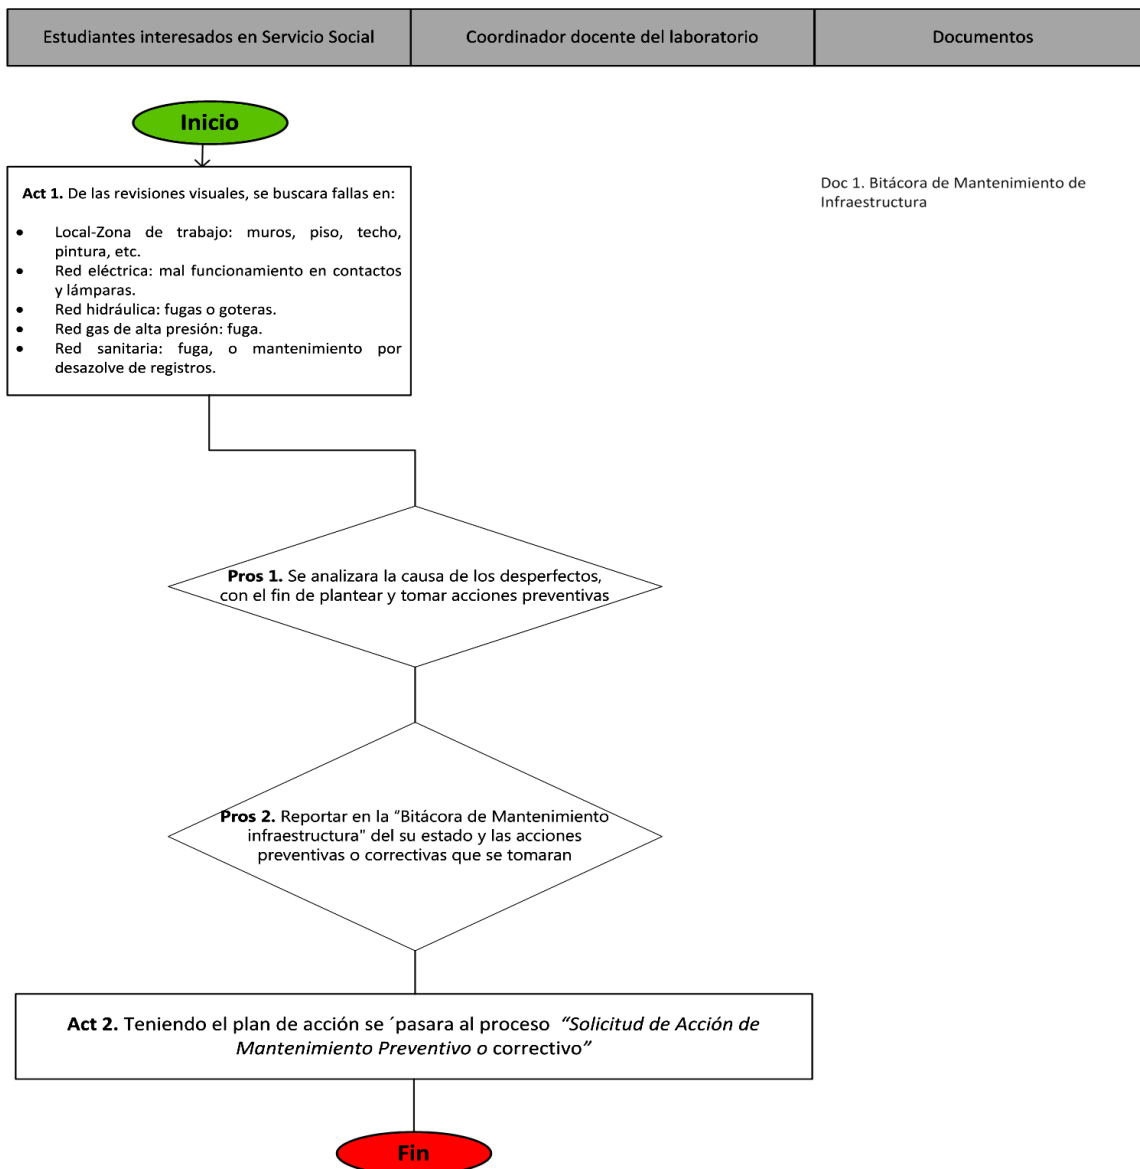 Estudiantes interesados en Servicio Social
Coordinador docente del laboratorio
Documentos
Inicio
Act 1. De las revisiones visuales, se buscara fallas en:
• Local-Zona de trabajo: muros, piso, techo,
pintura, etc.
• Red eléctrica: mal funcionamiento en contactos
y lámparas.
• Red hidráulica: fugas o goteras.
• Red gas de alta presión: fuga.
• Red sanitaria: fuga, o mantenimiento por
desazolve de registros.
Doc 1. Bitácora de Mantenimiento de
Infraestructura
Pros 1. Se analizara la causa de los desperfectos,
con el fin de plantear y tomar acciones preventivas
Pros 2. Reportar en la "Bitácora de Mantenimiento
infraestructura" del su estado y las acciones
preventivas o correctivas que se tomaran
Act 2. Teniendo el plan de acción se ´pasara al proceso “Solicitud de Acción de
Mantenimiento Preventivo o correctivo”
Fin